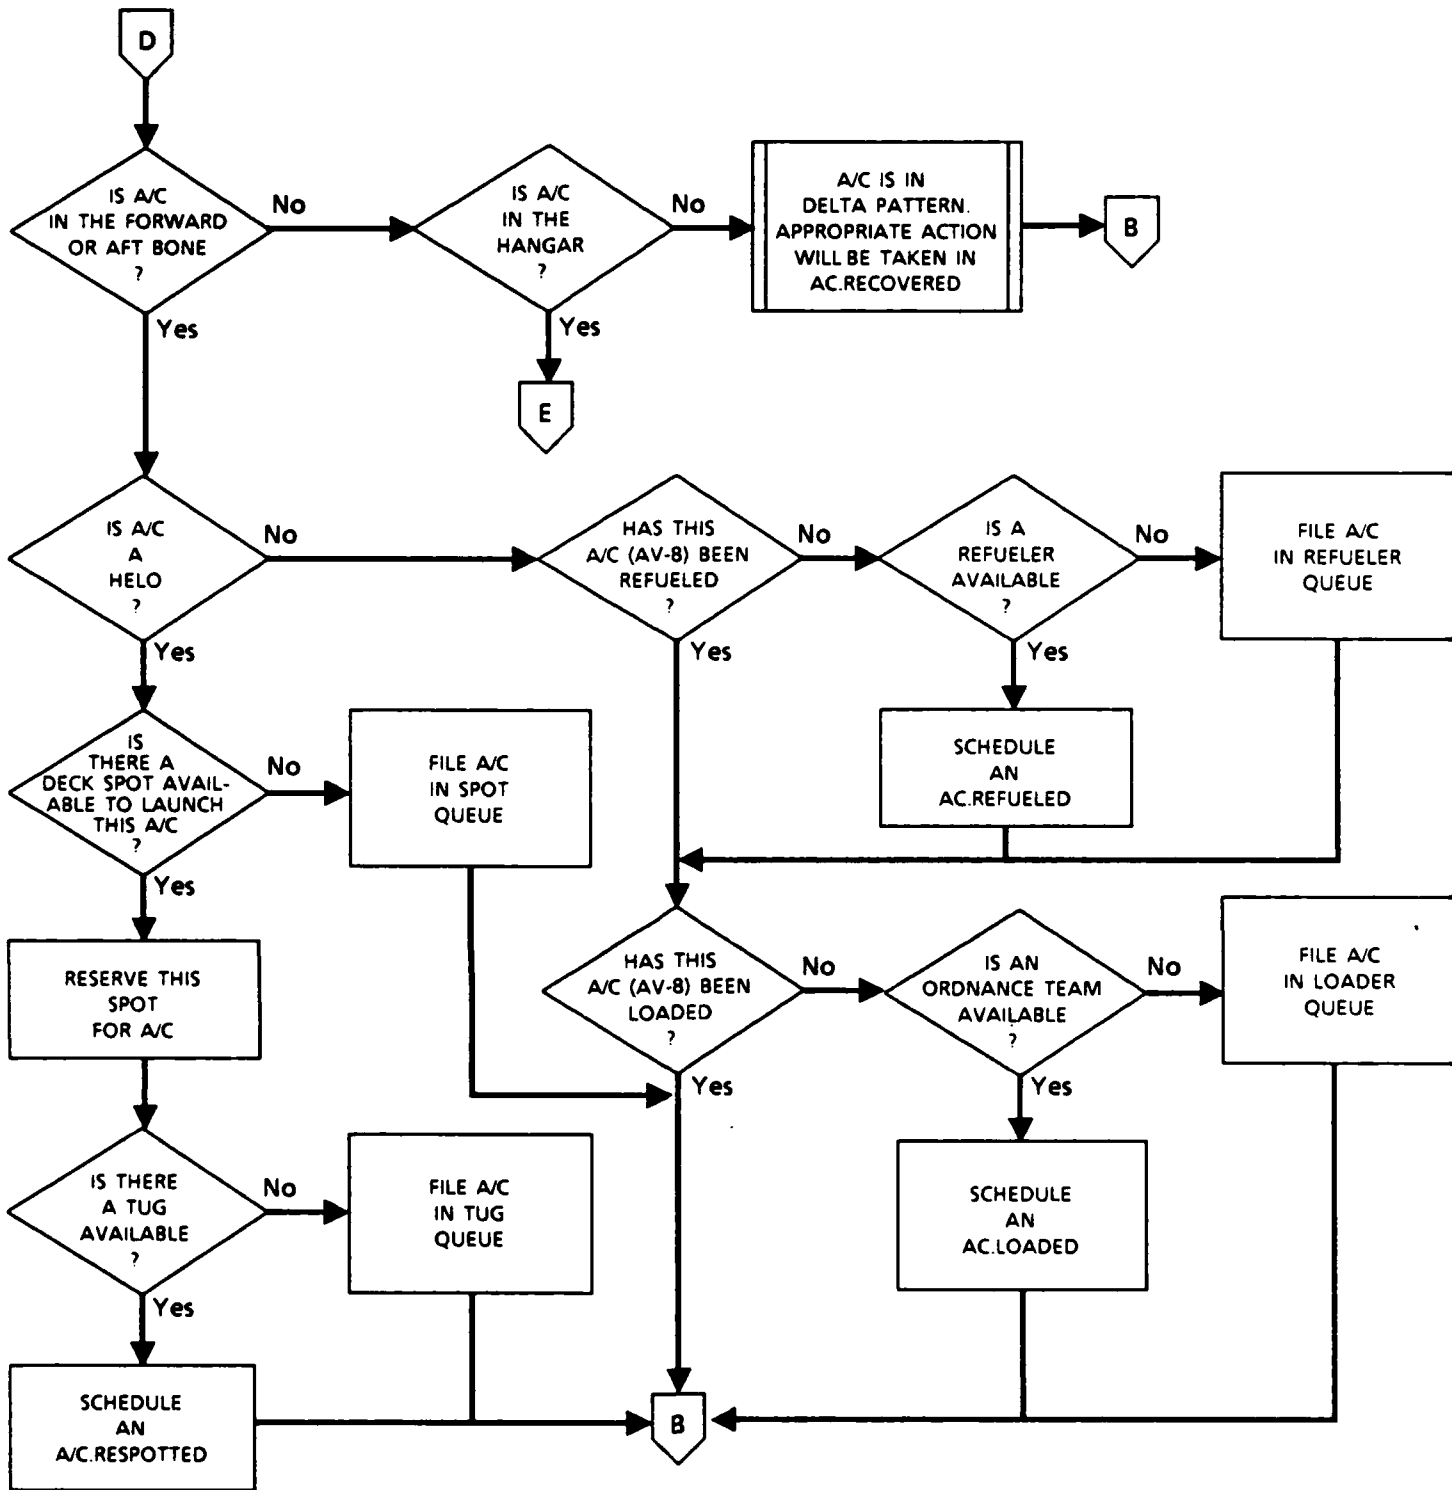 D
IS A/C
IN THE FORWARD
OR AFT BONE
?
No
Yes
IS A/C
IN THE
HANGAR
?
No
Yes
A/C IS IN
DELTA PATTERN.
APPROPRIATE ACTION
WILL BE TAKEN IN
AC.RECOVERED
B
E
IS A/C
A
HELO
?
No
Yes
HAS THIS
A/C (AV-8) BEEN
REFUELED
?
No
Yes
IS A
REFUELER
AVAILABLE
?
No
Yes
FILE A/C
IN REFUELER
QUEUE
SCHEDULE
AN
AC.REFUELED
IS
THERE A
DECK SPOT AVAIL-
ABLE TO LAUNCH
THIS A/C
?
No
Yes
FILE A/C
IN SPOT
QUEUE
RESERVE THIS
SPOT
FOR A/C
HAS THIS
A/C (AV-8) BEEN
LOADED
?
No
Yes
IS AN
ORDNANCE TEAM
AVAILABLE
?
No
Yes
FILE A/C
IN LOADER
QUEUE
SCHEDULE
AN
AC.LOADED
IS THERE
A TUG
AVAILABLE
?
No
Yes
FILE A/C
IN TUG
QUEUE
SCHEDULE
AN
A/C.RESPOTTED
B